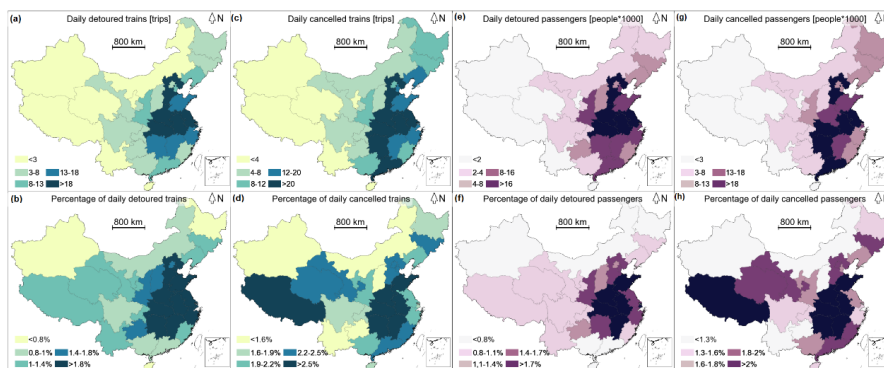 (a) Daily detoured trains [trips] N
800 km
<3
3-8 13-18
8-13 >18
(c) Daily cancelled trains [trips] N
800 km
<4
4-8 12-20
8-12 >20
(e) Daily detoured passengers [people*1000] N
800 km
<2
2-4 8-16
4-8 >16
(g) Daily cancelled passengers [people*1000] N
800 km
<3
3-8 13-18
8-13 >18
(b) Percentage of daily detoured trains N
800 km
<0.8%
0.8-1% 1.4-1.8%
1-1.4% >1.8%
(d) Percentage of daily cancelled trains N
800 km
<1.6%
1.6-1.9% 2.2-2.5%
1.9-2.2% >2.5%
(f) Percentage of daily detoured passengers N
800 km
<0.8%
0.8-1.1% 1.4-1.7%
1,1-1.4% >1.7%
(h) Percentage of daily cancelled passengers N
800 km
<1.3%
1.3-1.6% 1.8-2%
1.6-1.8% >2%